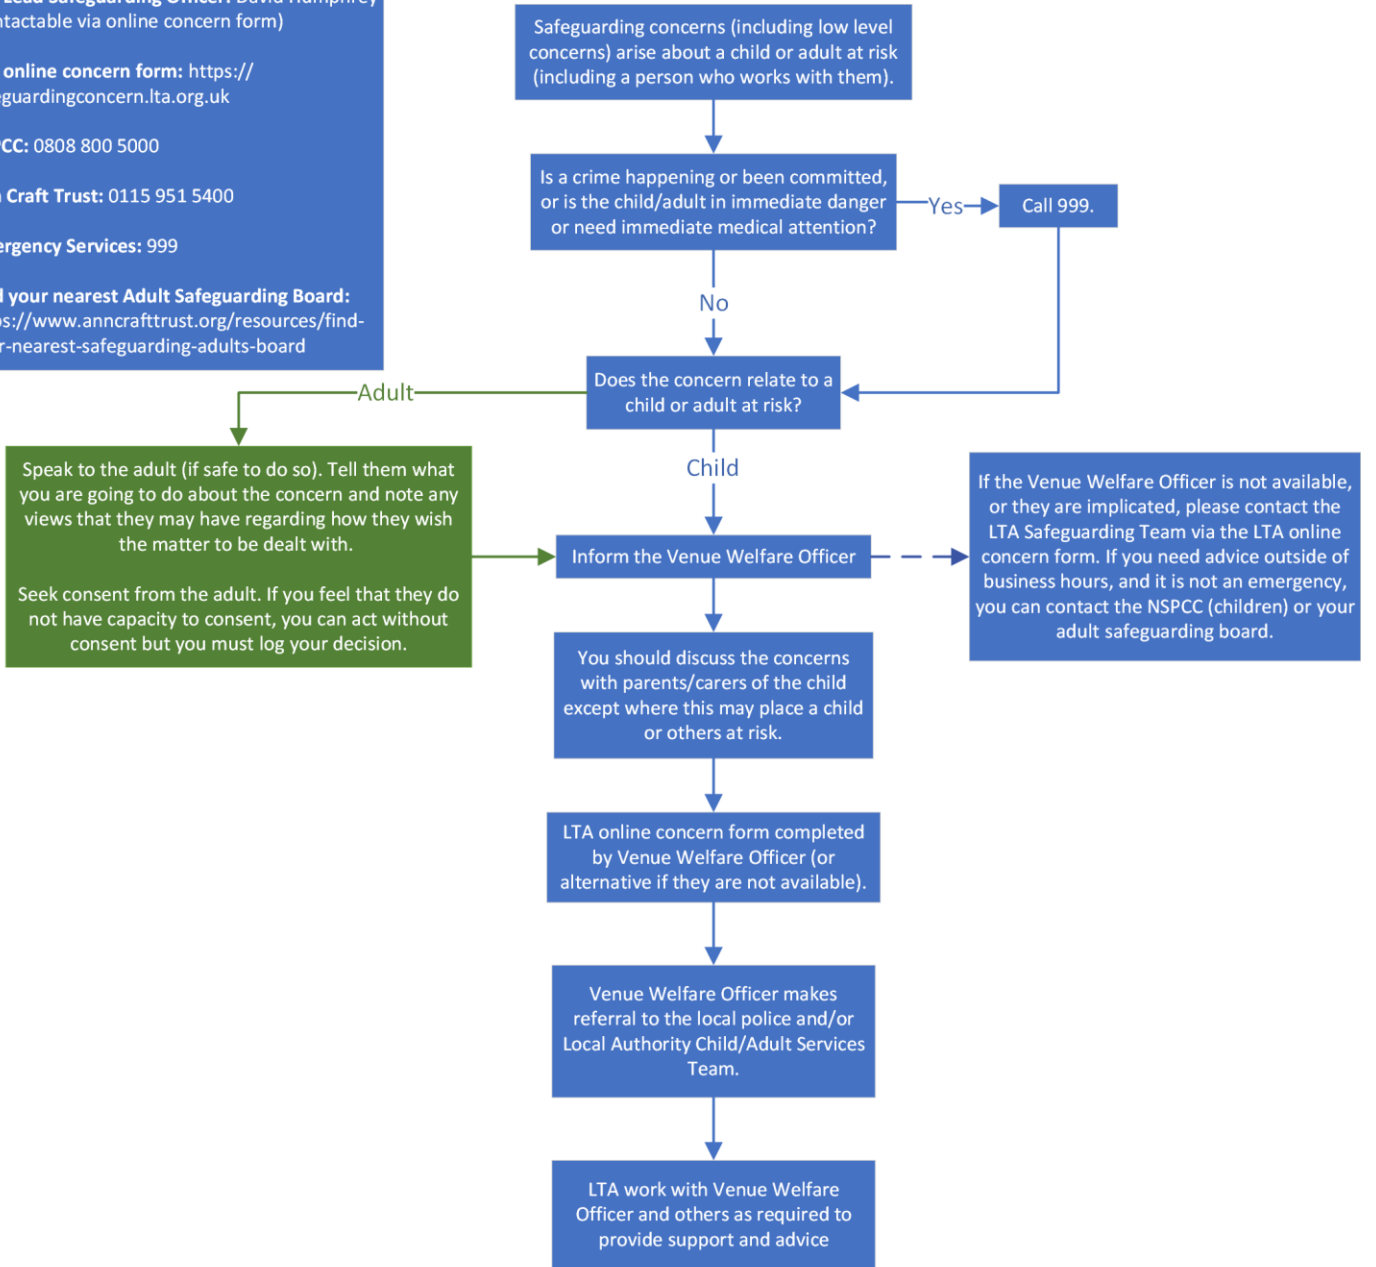 Lead Safeguarding Officer: David Humphrey
ntactable via online concern form)
online concern form: https://
eguardingconcern.lta.org.uk
CC: 0808 800 5000
Craft Trust: 0115 951 5400
ergency Services: 999
d your nearest Adult Safeguarding Board:
os://www.anncrafttrust.org/resources/find-
r-nearest-safeguarding-adults-board
Safeguarding concerns (including low level
concerns) arise about a child or adult at risk
(including a person who works with them).
Is a crime happening or been committed,
or is the child/adult in immediate danger
or need immediate medical attention?
Yes
Call 999.
No
Does the concern relate to a
child or adult at risk?
Adult
Speak to the adult (if safe to do so). Tell them what
you are going to do about the concern and note any
views that they may have regarding how they wish
the matter to be dealt with.
Seek consent from the adult. If you feel that they do
not have capacity to consent, you can act without
consent but you must log your decision.
Child
Inform the Venue Welfare Officer
If the Venue Welfare Officer is not available,
or they are implicated, please contact the
LTA Safeguarding Team via the LTA online
concern form. If you need advice outside of
business hours, and it is not an emergency,
you can contact the NSPCC (children) or your
adult safeguarding board.
You should discuss the concerns
with parents/carers of the child
except where this may place a child
or others at risk.
LTA online concern form completed
by Venue Welfare Officer (or
alternative if they are not available).
Venue Welfare Officer makes
referral to the local police and/or
Local Authority Child/Adult Services
Team.
LTA work with Venue Welfare
Officer and others as required to
provide support and advice